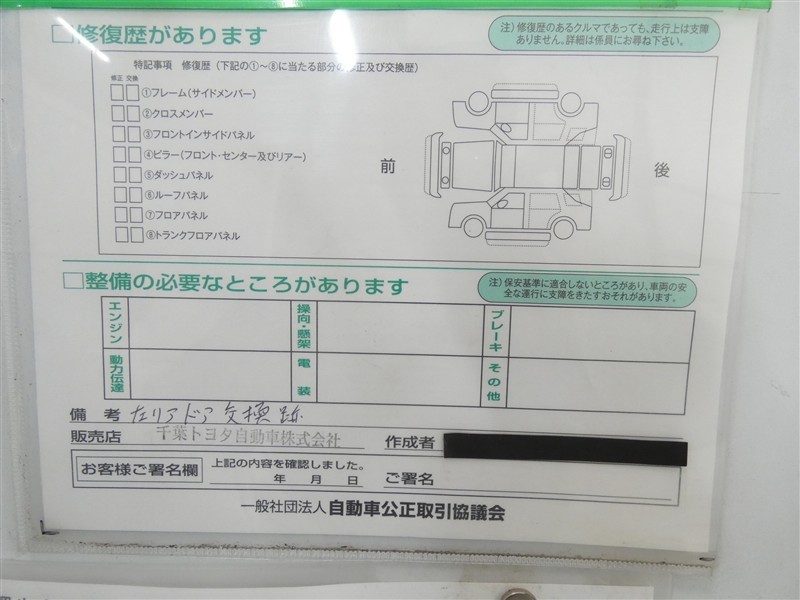 □修復歴があります
注）修復歴のあるクルマであっても、走行上は支障
ありません。詳細は係員にお尋ね下さい。
特記事項 修復歴（下記の①～⑧に当たる部分の修正及び交換歴）
修正 交換
□□①フレーム（サイドメンバー）
□□②クロスメンバー
□□③フロントインサイドパネル
□□④ピラー（フロント・センター及びリアー）
□□⑤ダッシュパネル
□□⑥ルーフパネル
□□⑦フロアパネル
□□⑧トランクフロアパネル
前
後
□整備の必要なところがあります
注）保安基準に適合しないところがあり、車両の安
全な運行に支障をきたすおそれがあります。
エンジン
操向・懸架
ブレーキ
動力伝達
電装
その他
備考 左リアドア交換跡
販売店 千葉トヨタ自動車株式会社 作成者
お客様ご署名欄
上記の内容を確認しました。
年 月 日 ご署名
一般社団法人 自動車公正取引協議会